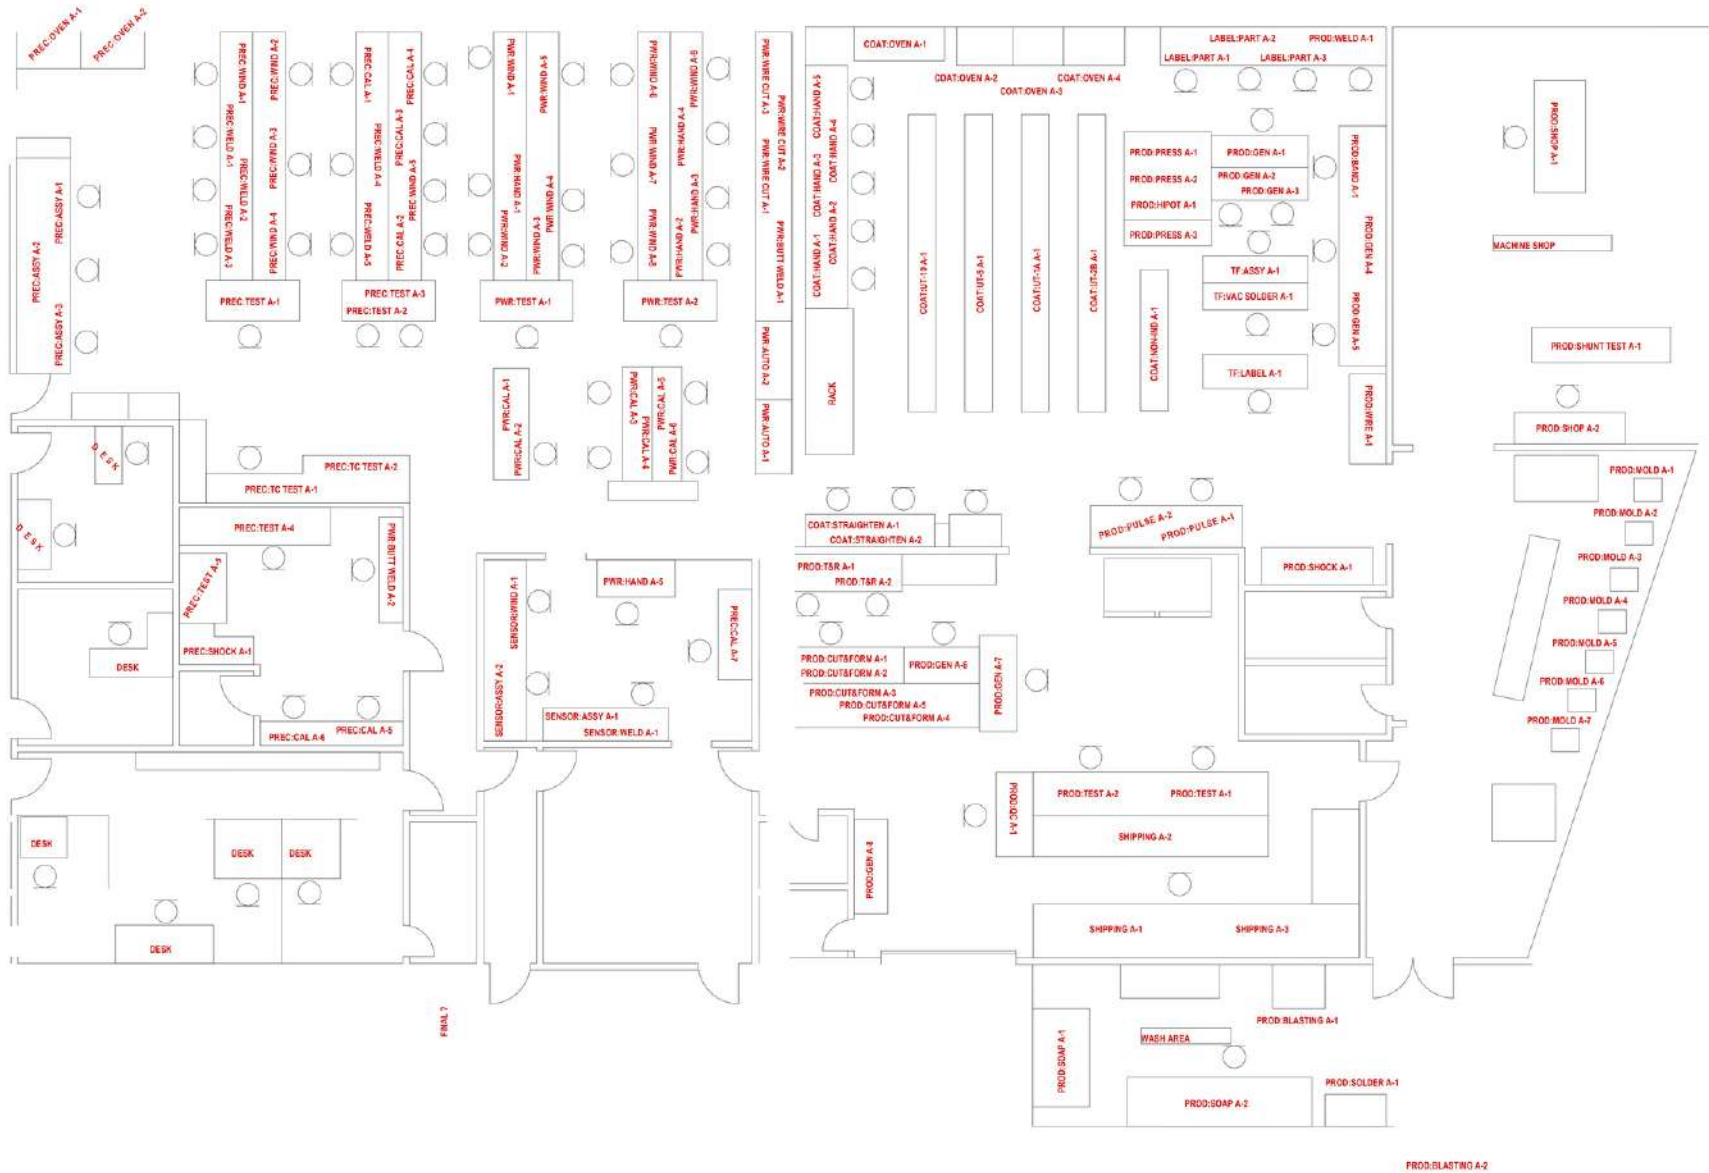 PREC:OVEN A-1
PREC:OVEN A-2
PREC:WIND A-1
PREC:WIND A-2
PREC:WELD A-1
PREC:WELD A-2
PREC:WIND A-3
PREC:WELD A-3
PREC:WIND A-4
PREC:TEST A-1
PREC:CAL A-1
PREC:CAL A-4
PREC:CAL A-3
PREC:WELD A-4
PREC:WIND A-5
PREC:WELD A-5
PREC:CAL A-2
PREC:TEST A-3
PREC:TEST A-2
PWR:WIND A-1
PWR:WIND A-5
PWR:HAND A-1
PWR:WIND A-4
PWR:WIND A-2
PWR:WIND A-3
PWR:TEST A-1
PWR:WIND A-6
PWR:WIND A-9
PWR:HAND A-4
PWR:WIND A-7
PWR:HAND A-3
PWR:WIND A-8
PWR:HAND A-2
PWR:TEST A-2
PWR:WIRE CUT A-3
PWR:WIRE CUT A-2
PWR:WIRE CUT A-1
PWR:BUTT WELD A-1
PWR:AUTO A-2
PWR:AUTO A-1
PREC:ASSY A-1
PREC:ASSY A-2
PREC:ASSY A-3
PWR:CAL A-1
PWR:CAL A-2
PWR:CAL A-3
PWR:CAL A-5
PWR:CAL A-4
PWR:CAL A-6
COAT:OVEN A-1
COAT:OVEN A-2
COAT:OVEN A-4
COAT:OVEN A-3
COAT:HAND A-5
COAT:HAND A-4
COAT:HAND A-3
COAT:HAND A-2
COAT:HAND A-1
RACK
COAT:UT-10 A-1
COAT:UT-5 A-1
COAT:UT-1A A-1
COAT:UT-2B A-1
COAT:NON-IND A-1
LABEL:PART A-2
PROD:WELD A-1
LABEL:PART A-1
LABEL:PART A-3
PROD:PRESS A-1
PROD:GEN A-1
PROD:PRESS A-2
PROD:GEN A-2
PROD:GEN A-3
PROD:HIPOT A-1
PROD:PRESS A-3
TF:ASSY A-1
TF:VAC SOLDER A-1
TF:LABEL A-1
PROD:BAND A-1
PROD:GEN A-4
PROD:GEN A-5
PROD:WIRE A-1
PROD:SHOP A-1
MACHINE SHOP
PROD:SHUNT TEST A-1
PROD:SHOP A-2
PROD:MOLD A-1
PROD:MOLD A-2
PROD:MOLD A-3
PROD:MOLD A-4
PROD:MOLD A-5
PROD:MOLD A-6
PROD:MOLD A-7
DESK
DESK
PREC:TC TEST A-2
PREC:TC TEST A-1
PREC:TEST A-4
PWR:BUTT WELD A-2
PREC:TEST A-5
PREC:SHOCK A-1
DESK
PREC:CAL A-5
PREC:CAL A-6
SENSOR:WIND A-1
SENSOR:ASSY A-2
PWR:HAND A-5
PREC:CAL A-7
SENSOR:ASSY A-1
SENSOR:WELD A-1
COAT:STRAIGHTEN A-1
COAT:STRAIGHTEN A-2
PROD:T&R A-1
PROD:T&R A-2
PROD:PULSE A-2
PROD:PULSE A-1
PROD:SHOCK A-1
PROD:CUT&FORM A-1
PROD:CUT&FORM A-2
PROD:GEN A-6
PROD:GEN A-7
PROD:CUT&FORM A-3
PROD:CUT&FORM A-5
PROD:CUT&FORM A-4
PROD:TEST A-2
PROD:TEST A-1
PROD:QC A-1
SHIPPING A-2
PROD:GEN A-8
SHIPPING A-1
SHIPPING A-3
DESK
DESK
DESK
DESK
FINAL 7
PROD:BLASTING A-1
PROD:SOAP A-1
WASH AREA
PROD:SOLDER A-1
PROD:SOAP A-2
PROD:BLASTING A-2